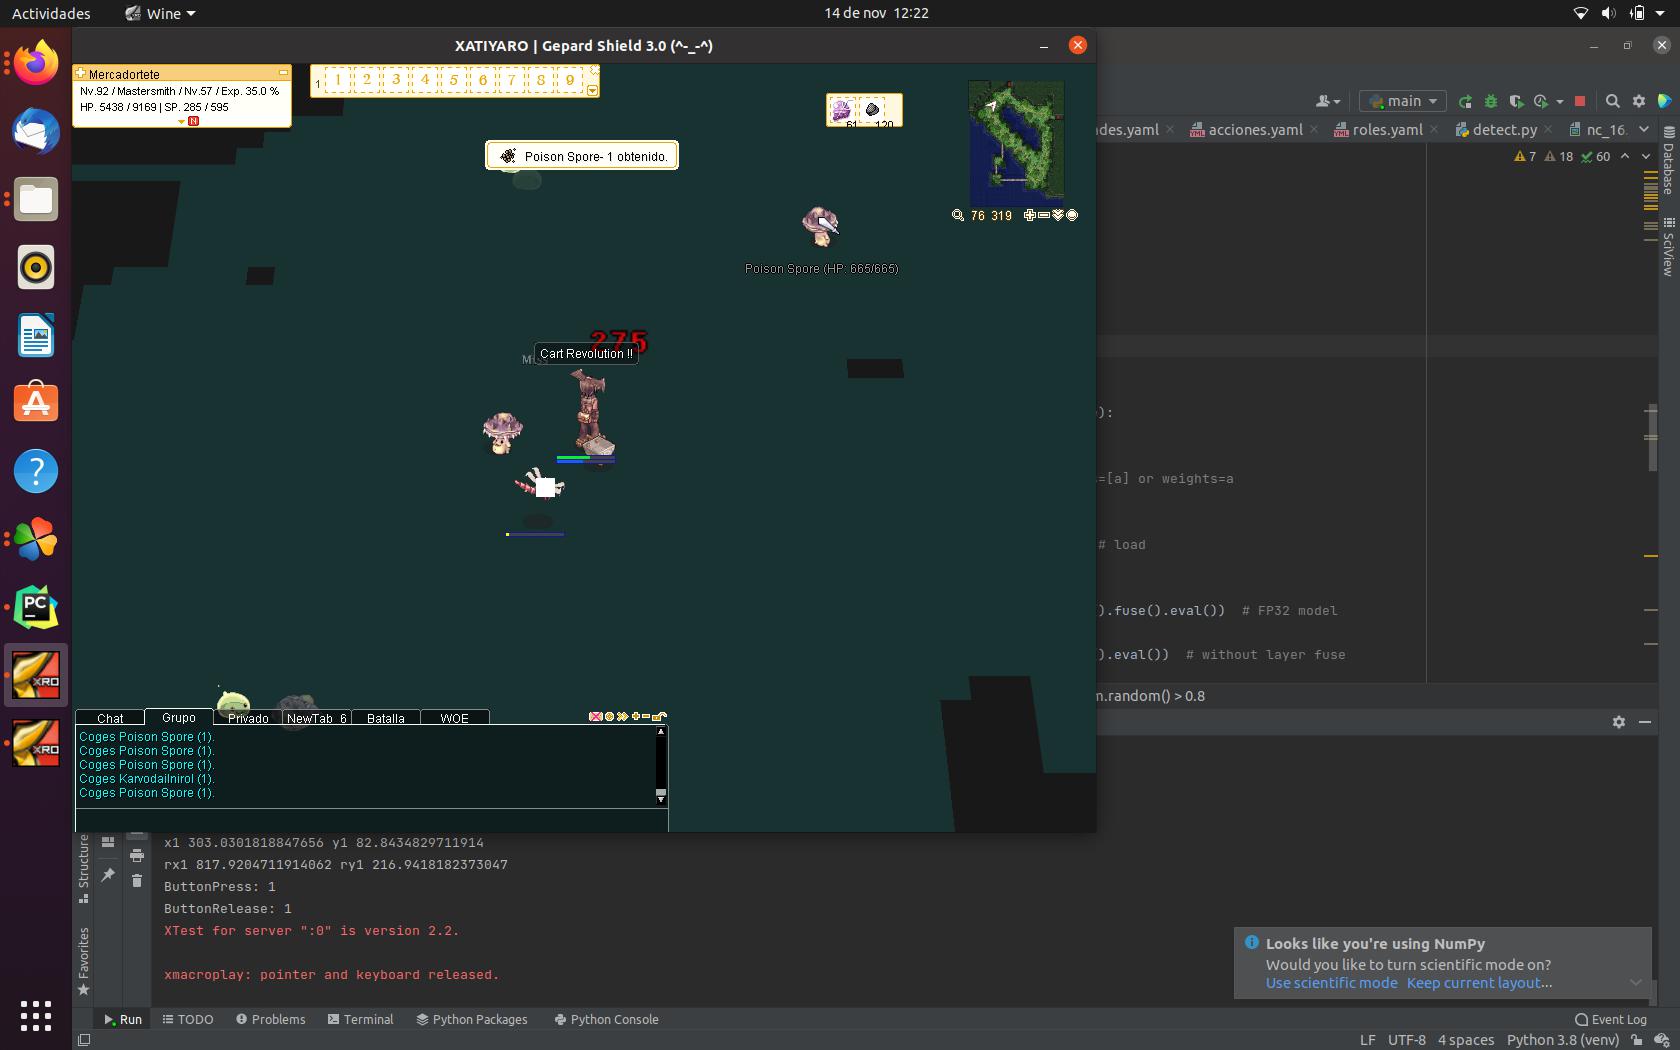 Actividades
Wine
14 de nov 12:22
XATIYARO | Gepard Shield 3.0 (^-_-^)
Mercadortete
Nv.92 / Mastersmith / Nv.57 / Exp. 35.0 %
HP. 5438 / 9169 | SP. 285 / 595
N
1
1 2 3 4 5 6 7 8 9
61 120
Poison Spore- 1 obtenido.
76 319
Poison Spore (HP: 665/665)
275
Cart Revolution !!
main
ades.yaml
acciones.yaml
roles.yaml
detect.py
nc_16.
7 18 60
Database
SciView
):
=[a] or weights=a
# load
).fuse().eval()) # FP32 model
).eval()) # without layer fuse
m.random() > 0.8
Chat Grupo Privado NewTab 6 Batalla WOE
Coges Poison Spore (1).
Coges Poison Spore (1).
Coges Poison Spore (1).
Coges Karvodailnirol (1).
Coges Poison Spore (1).
Structure
Favorites
x1 303.0301818847656 y1 82.8434829711914
rx1 817.9204711914062 ry1 216.9418182373047
ButtonPress: 1
ButtonRelease: 1
XTest for server ":0" is version 2.2.
xmacroplay: pointer and keyboard released.
Looks like you're using NumPy
Would you like to turn scientific mode on?
Use scientific mode Keep current layout...
Run TODO Problems Terminal Python Packages Python Console
Event Log
LF UTF-8 4 spaces Python 3.8 (venv)
PC
XRO
XRO